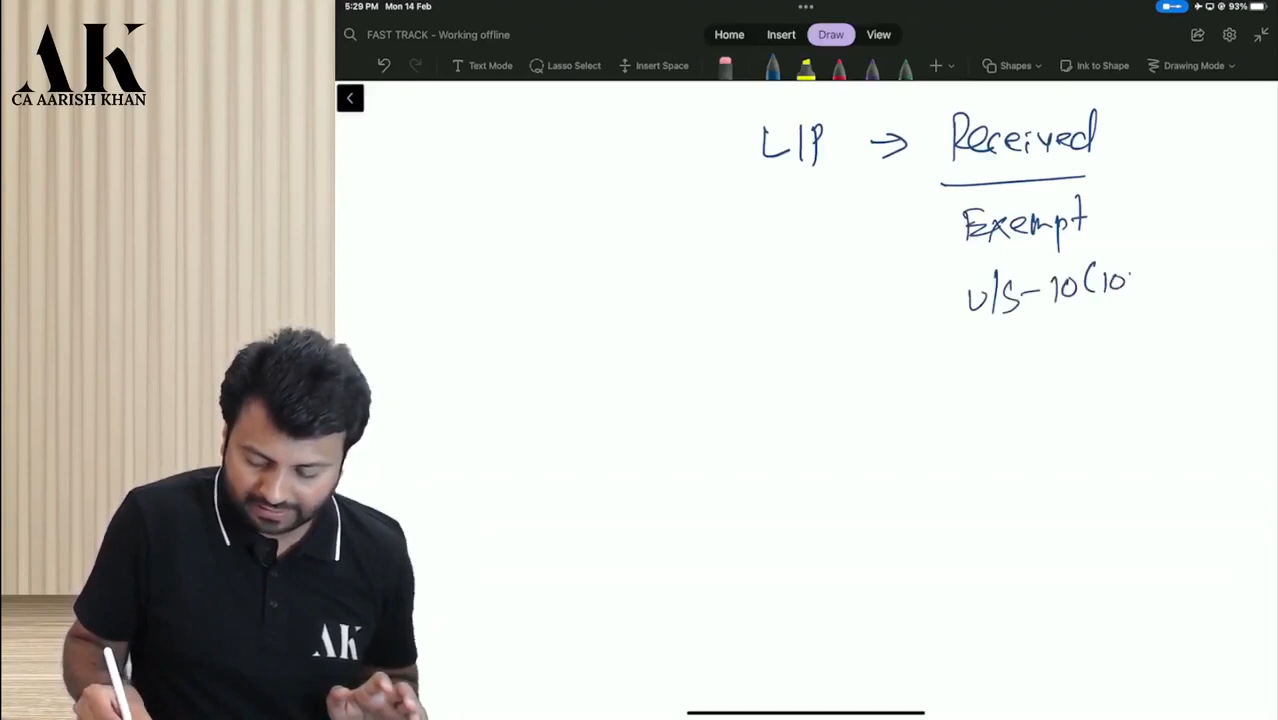 5:29 PM Mon 14 Feb
93%
FAST TRACK - Working offline
Home Insert Draw View
Text Mode Lasso Select Insert Space Shapes Ink to Shape Drawing Mode
AK
CA AARISH KHAN
LIP → Received
Exempt
U/S - 10(10
AK